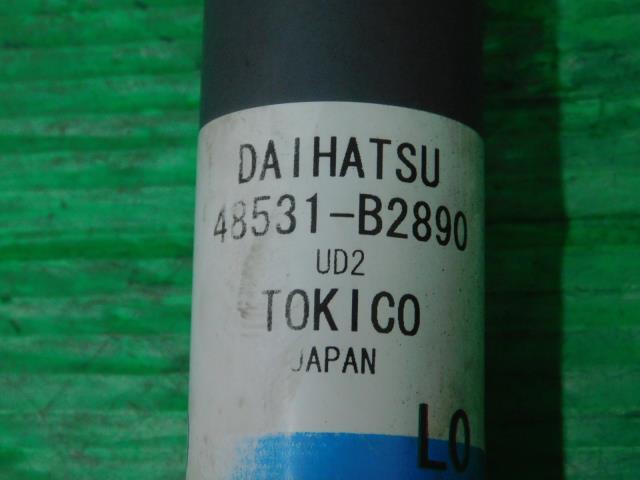 DAIHATSU
48531-B2890
UD2
TOKICO
JAPAN
LO